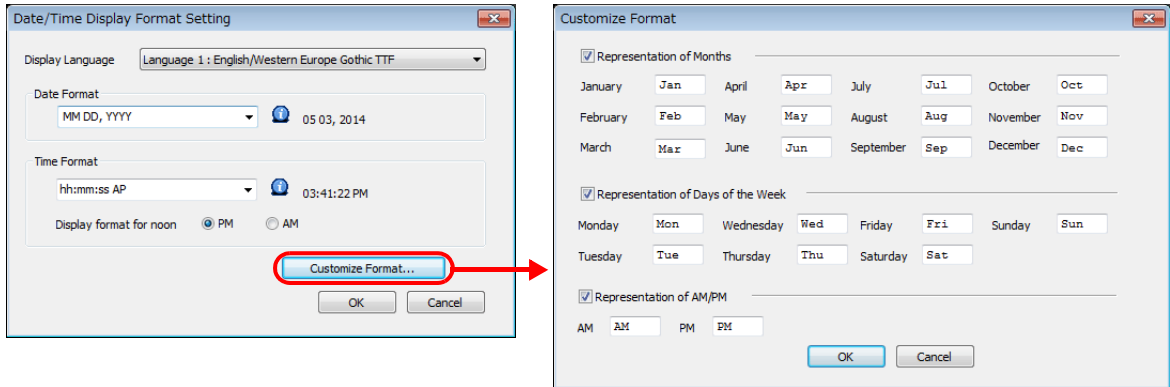 Date/Time Display Format Setting
Display Language Language 1 : English/Western Europe Gothic TTF
Date Format
MM DD, YYYY 05 03, 2014
Time Format
hh:mm:ss AP 03:41:22 PM
Display format for noon PM AM
Customize Format...
OK Cancel
Customize Format
Representation of Months
January Jan April Apr July Jul October Oct
February Feb May May August Aug November Nov
March Mar June Jun September Sep December Dec
Representation of Days of the Week
Monday Mon Wednesday Wed Friday Fri Sunday Sun
Tuesday Tue Thursday Thu Saturday Sat
Representation of AM/PM
AM AM PM PM
OK Cancel